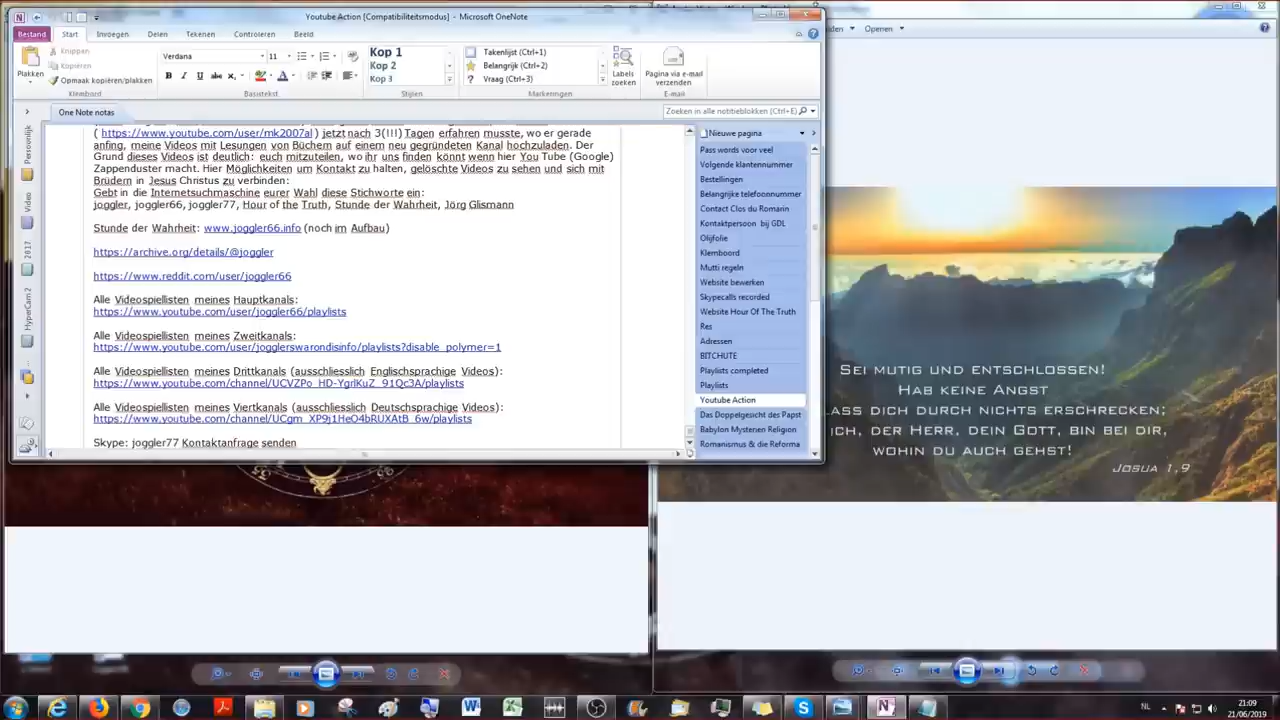 Youtube Action [Compatibiliteitsmodus] - Microsoft OneNote
Bestand Start Invoegen Delen Tekenen Controleren Beeld
Openen
Plakken
Knippen
Kopiëren
Opmaak kopiëren/plakken
Klembord
Verdana 11
B I U abc
Basistekst
Kop 1
Kop 2
Kop 3
Stijlen
Takenlijst (Ctrl+1)
Belangrijk (Ctrl+2)
Vraag (Ctrl+3)
Markeringen
Labels zoeken
Pagina via e-mail verzenden
E-mail
One Note notas
Zoeken in alle notitieblokken (Ctrl+E)
Persoonlijk
Video
2017
HyperCam 2
( https://www.youtube.com/user/mk2007al ) jetzt nach 3(!!!) Tagen erfahren musste, wo er gerade
anfing, meine Videos mit Lesungen von Büchern auf einem neu gegründeten Kanal hochzuladen. Der
Grund dieses Videos ist deutlich: euch mitzuteilen, wo ihr uns finden könnt wenn hier You Tube (Google)
Zappenduster macht. Hier Möglichkeiten um Kontakt zu halten, gelöschte Videos zu sehen und sich mit
Brüdern in Jesus Christus zu verbinden:
Gebt in die Internetsuchmaschine eurer Wahl diese Stichworte ein:
joggler, joggler66, joggler77, Hour of the Truth, Stunde der Wahrheit, Jörg Glismann
Stunde der Wahrheit: www.joggler66.info (noch im Aufbau)
https://archive.org/details/@joggler
https://www.reddit.com/user/joggler66
Alle Videospiellisten meines Hauptkanals:
https://www.youtube.com/user/joggler66/playlists
Alle Videospiellisten meines Zweitkanals:
https://www.youtube.com/user/jogglerswarondisinfo/playlists?disable_polymer=1
Alle Videospiellisten meines Drittkanals (ausschliesslich Englischsprachige Videos):
https://www.youtube.com/channel/UCVZPo_HD-YgrlKuZ_91Qc3A/playlists
Alle Videospiellisten meines Viertkanals (ausschliesslich Deutschsprachige Videos):
https://www.youtube.com/channel/UCgm_XP9j1HeO4bRUXAtB_6w/playlists
Skype: joggler77 Kontaktanfrage senden
Nieuwe pagina
Pass words voor veel
Volgende klantennummer
Bestellingen
Belangrijke telefoonnummer
Contact Clos du Romarin
Kontaktpersoon bij GDL
Olijfolie
Klemboord
Mutti regeln
Website bewerken
Skypecalls recorded
Website Hour Of The Truth
Res
Adressen
BITCHUTE
Playlists completed
Playlists
Youtube Action
Das Doppelgesicht des Papst
Babylon Mysterien Religion
Romanismus & die Reforma
Sei mutig und entschlossen!
Hab keine Angst
lass dich durch nichts erschrecken;
ich, der Herr, dein Gott, bin bei dir,
wohin du auch gehst!
Josua 1,9
NL
21:09
21/06/2019